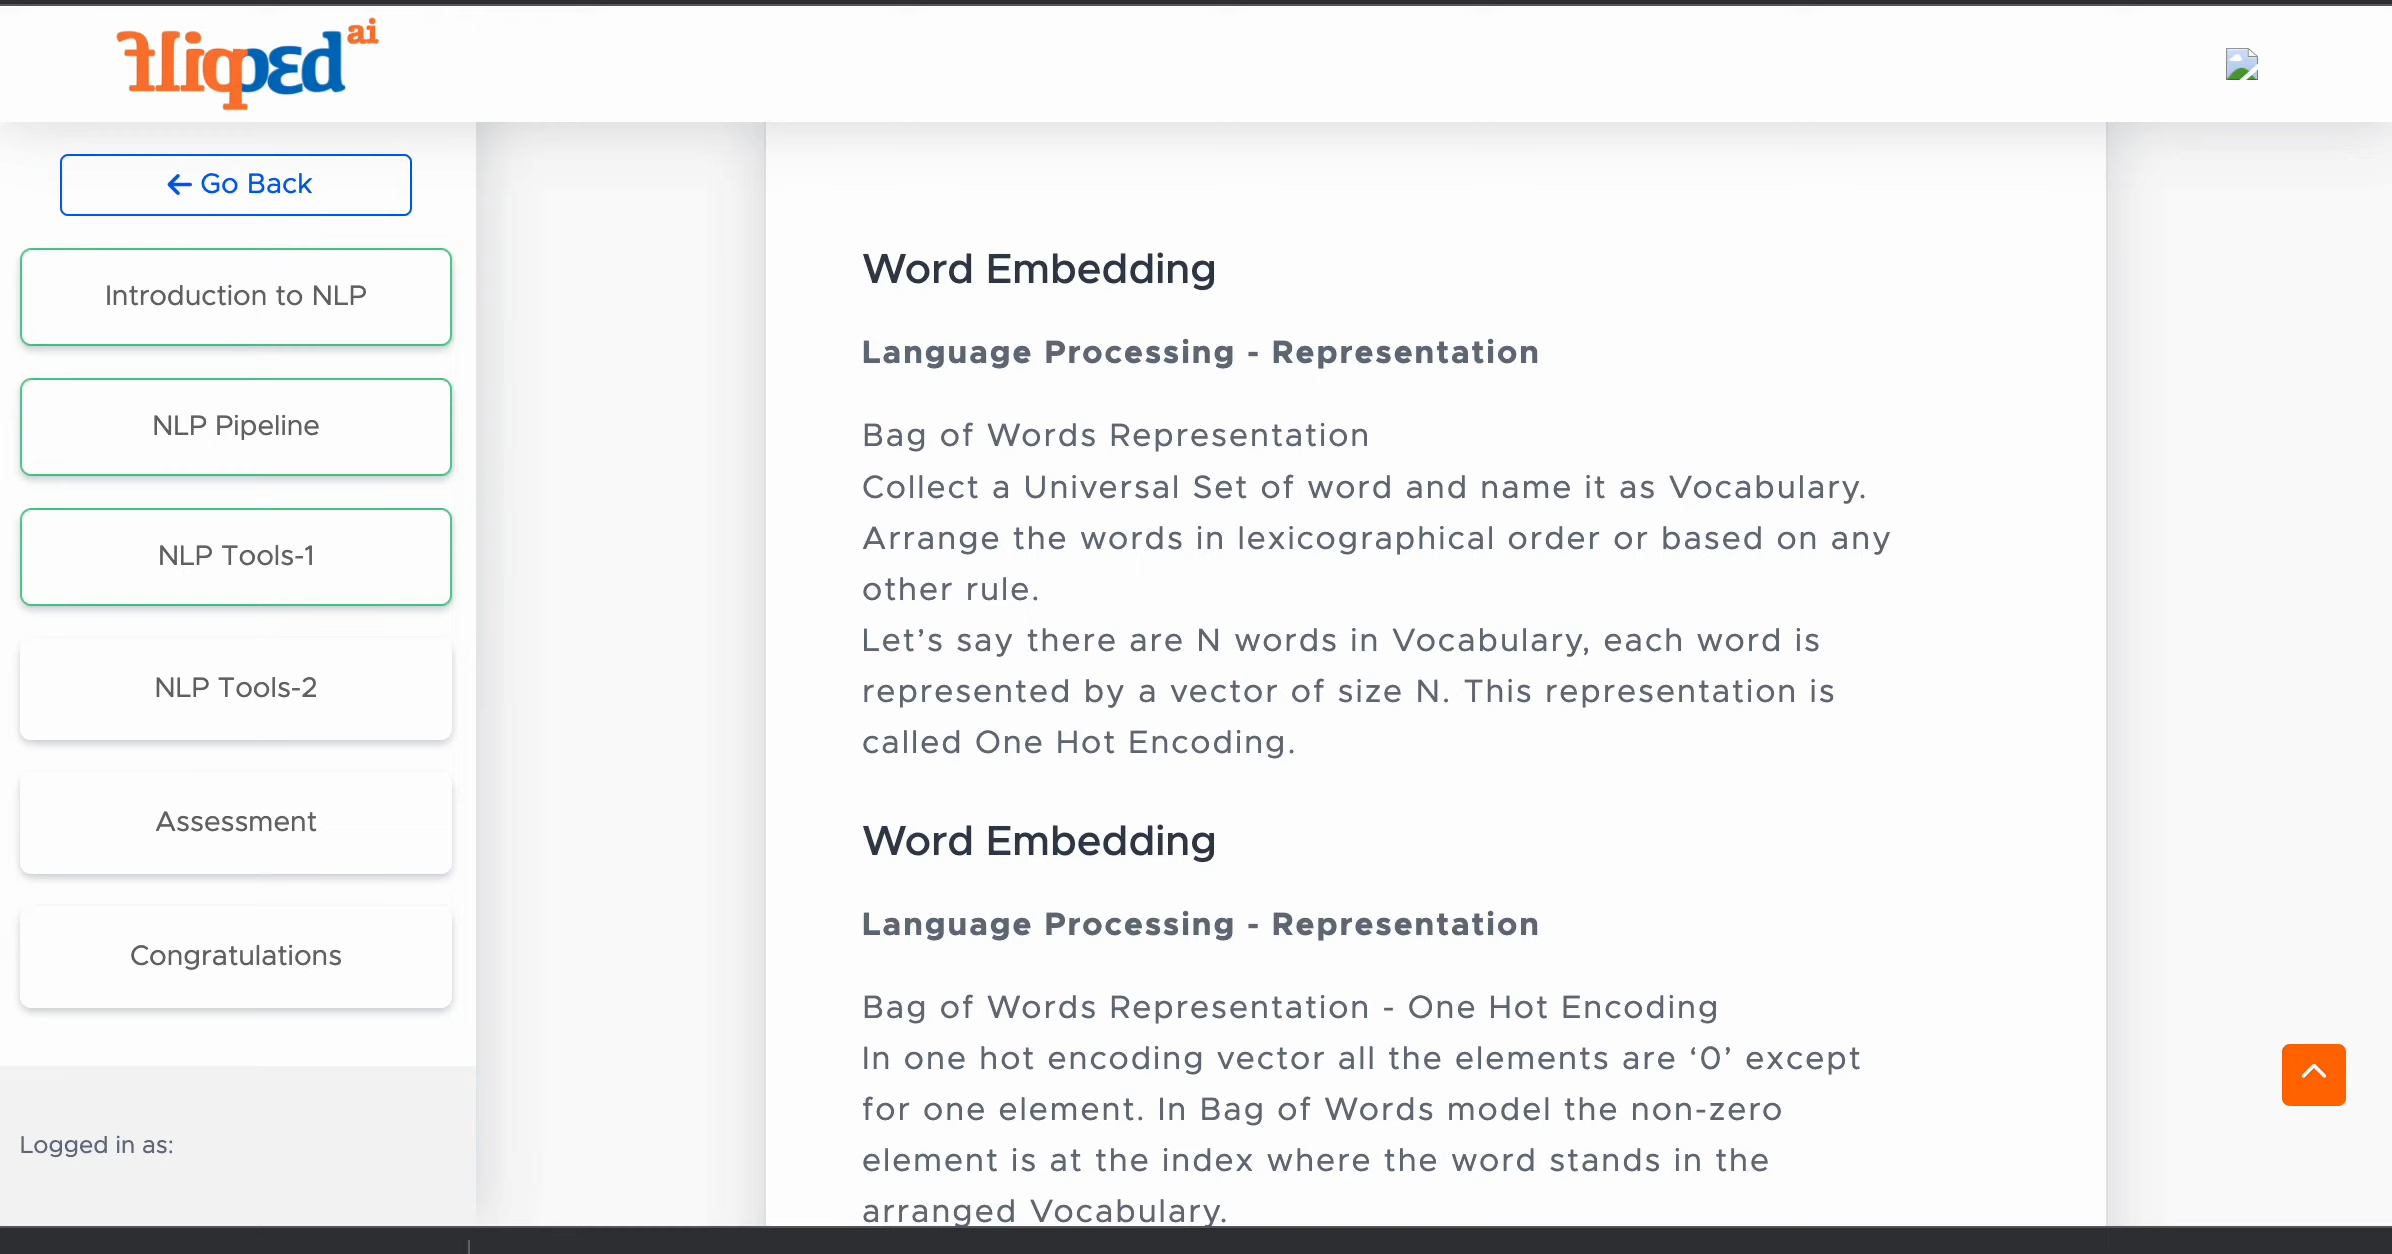 fliqpɛd ai
← Go Back
Introduction to NLP
NLP Pipeline
NLP Tools-1
NLP Tools-2
Assessment
Congratulations
Logged in as:
Word Embedding
Language Processing - Representation
Bag of Words Representation
Collect a Universal Set of word and name it as Vocabulary.
Arrange the words in lexicographical order or based on any
other rule.
Let’s say there are N words in Vocabulary, each word is
represented by a vector of size N. This representation is
called One Hot Encoding.
Word Embedding
Language Processing - Representation
Bag of Words Representation - One Hot Encoding
In one hot encoding vector all the elements are ‘0’ except
for one element. In Bag of Words model the non-zero
element is at the index where the word stands in the
arranged Vocabulary.